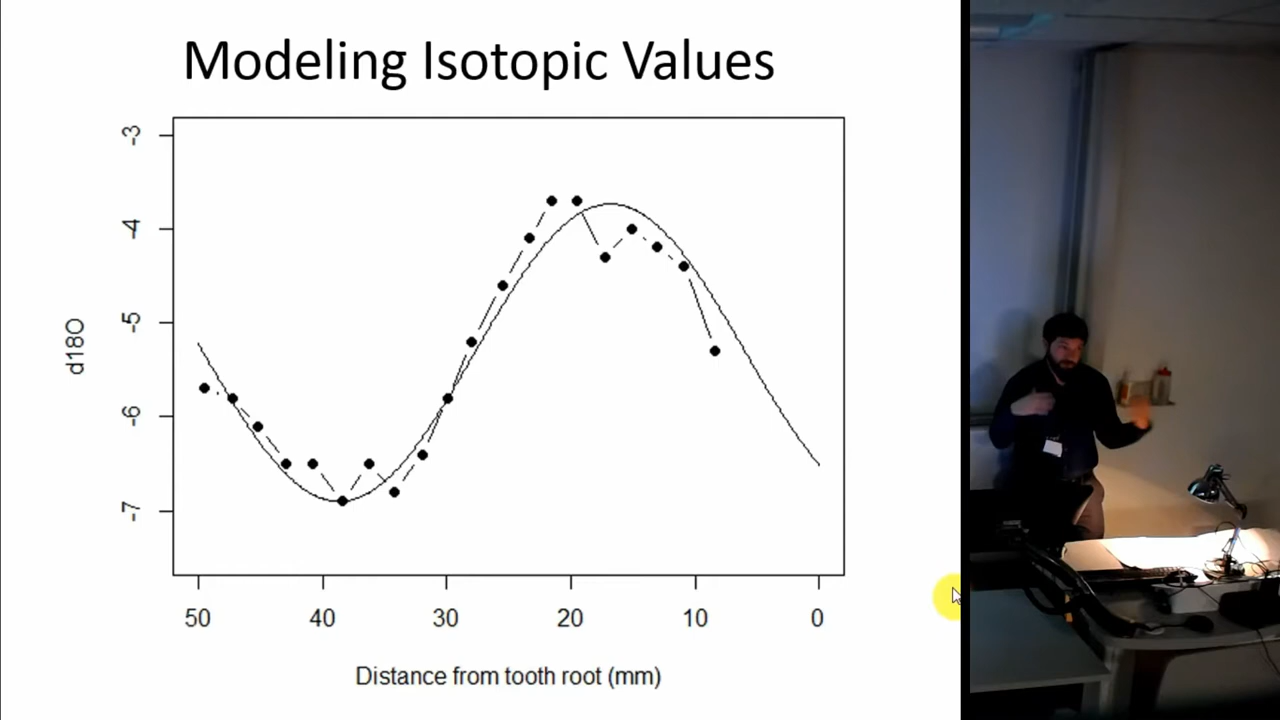 Modeling Isotopic Values
-3
-4
-5
-6
-7
d18O
50 40 30 20 10 0
Distance from tooth root (mm)